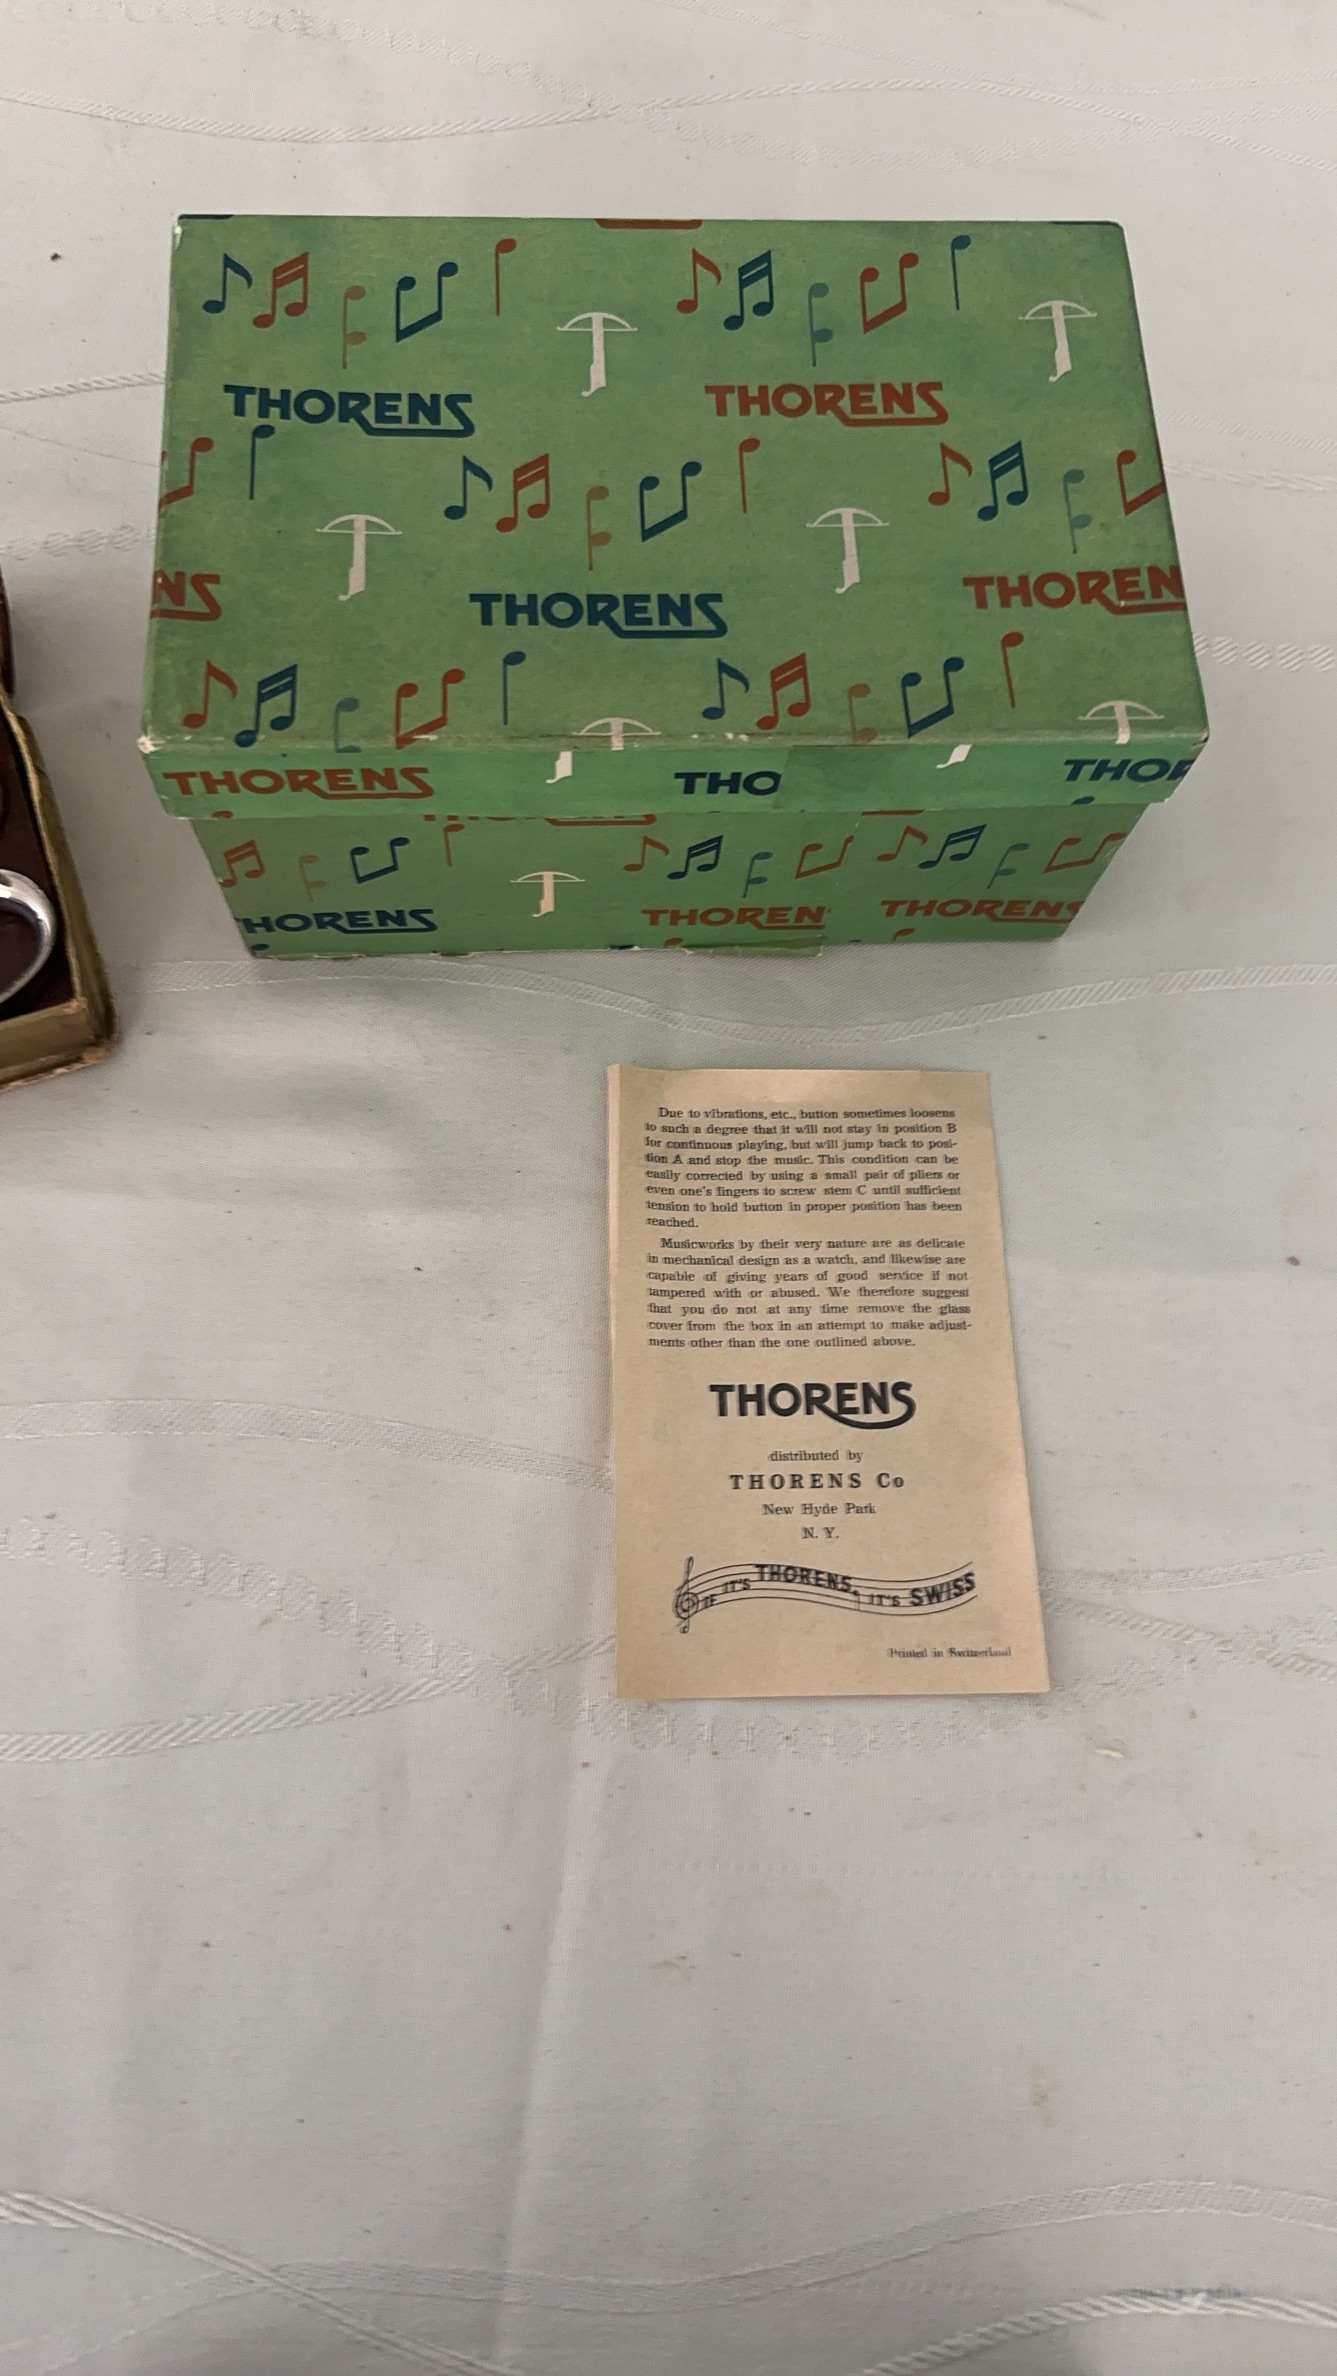 THORENS THORENS
NS THORENS THOREN
THORENS THO THOR
HORENS THOREN THORENS
Due to vibrations, etc., button sometimes loosens
to such a degree that it will not stay in position B
for continuous playing, but will jump back to posi-
tion A and stop the music. This condition can be
easily corrected by using a small pair of pliers or
even one's fingers to screw stem C until sufficient
tension to hold button in proper position has been
reached.
Musicworks by their very nature are as delicate
in mechanical design as a watch, and likewise are
capable of giving years of good service if not
tampered with or abused. We therefore suggest
that you do not at any time remove the glass
cover from the box in an attempt to make adjust-
ments other than the one outlined above.
THORENS
distributed by
THORENS Co
New Hyde Park
N. Y.
IF IT'S THORENS, IT'S SWISS
Printed in Switzerland